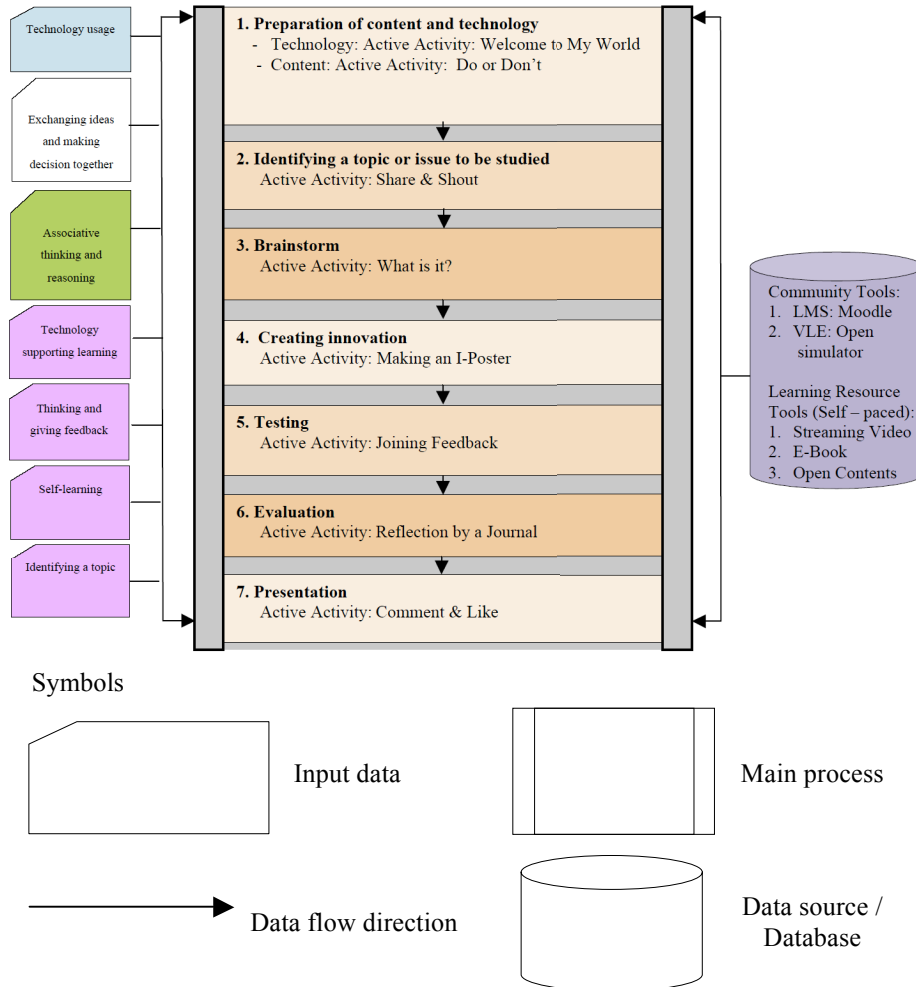 Technology usage
Exchanging ideas
and making
decision together
Associative
thinking and
reasoning
Technology
supporting learning
Thinking and
giving feedback
Self-learning
Identifying a topic
1. Preparation of content and technology
- Technology: Active Activity: Welcome to My World
- Content: Active Activity: Do or Don't
2. Identifying a topic or issue to be studied
Active Activity: Share & Shout
3. Brainstorm
Active Activity: What is it?
4. Creating innovation
Active Activity: Making an I-Poster
5. Testing
Active Activity: Joining Feedback
6. Evaluation
Active Activity: Reflection by a Journal
7. Presentation
Active Activity: Comment & Like
Community Tools:
1. LMS: Moodle
2. VLE: Open
simulator
Learning Resource
Tools (Self – paced):
1. Streaming Video
2. E-Book
3. Open Contents
Symbols
Input data
Main process
Data flow direction
Data source /
Database